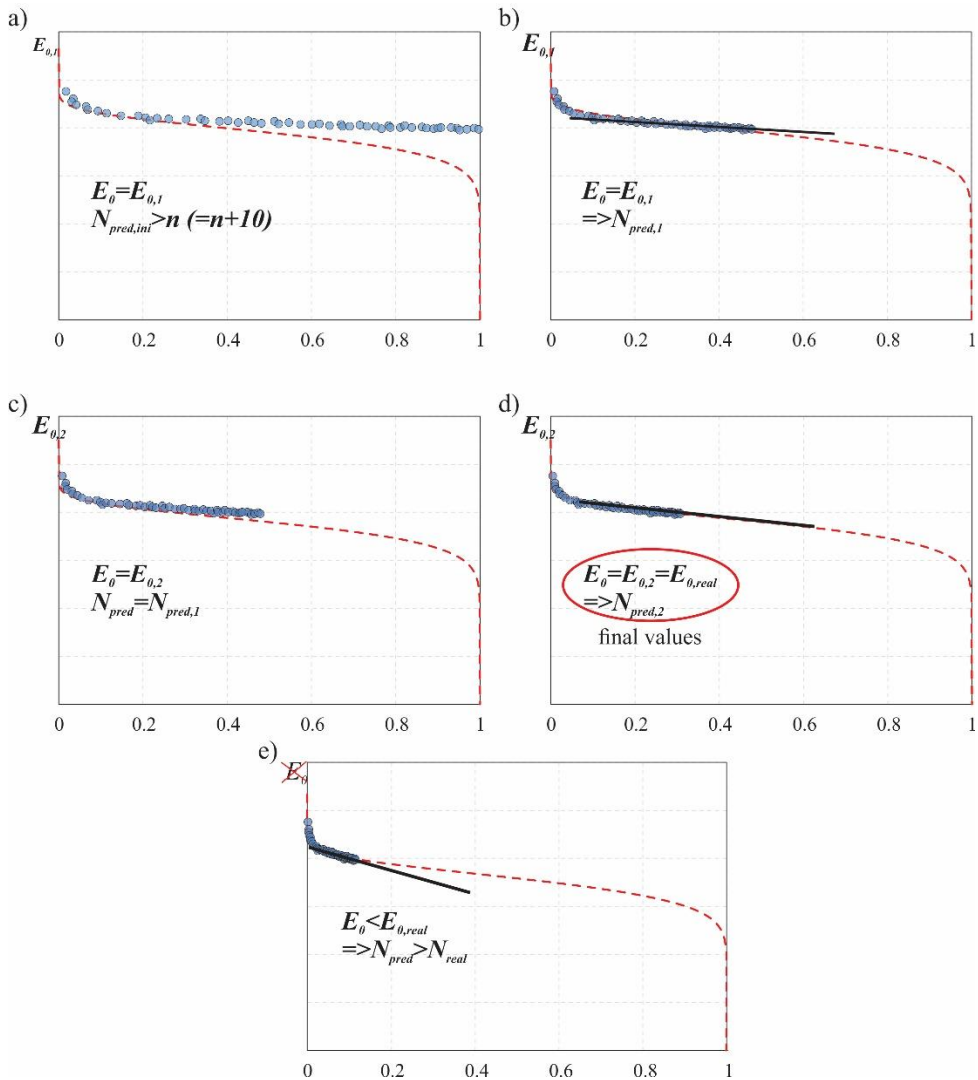 a)
E0,1
E0=E0,1
Npred,ini>n (=n+10)
0 0.2 0.4 0.6 0.8 1
b)
E0,1
E0=E0,1
=>Npred,1
0 0.2 0.4 0.6 0.8 1
c)
E0,2
E0=E0,2
Npred=Npred,1
0 0.2 0.4 0.6 0.8 1
d)
E0,2
E0=E0,2=E0,real
=>Npred,2
final values
0 0.2 0.4 0.6 0.8 1
e)
E0
E0<E0,real
=>Npred>Nreal
0 0.2 0.4 0.6 0.8 1